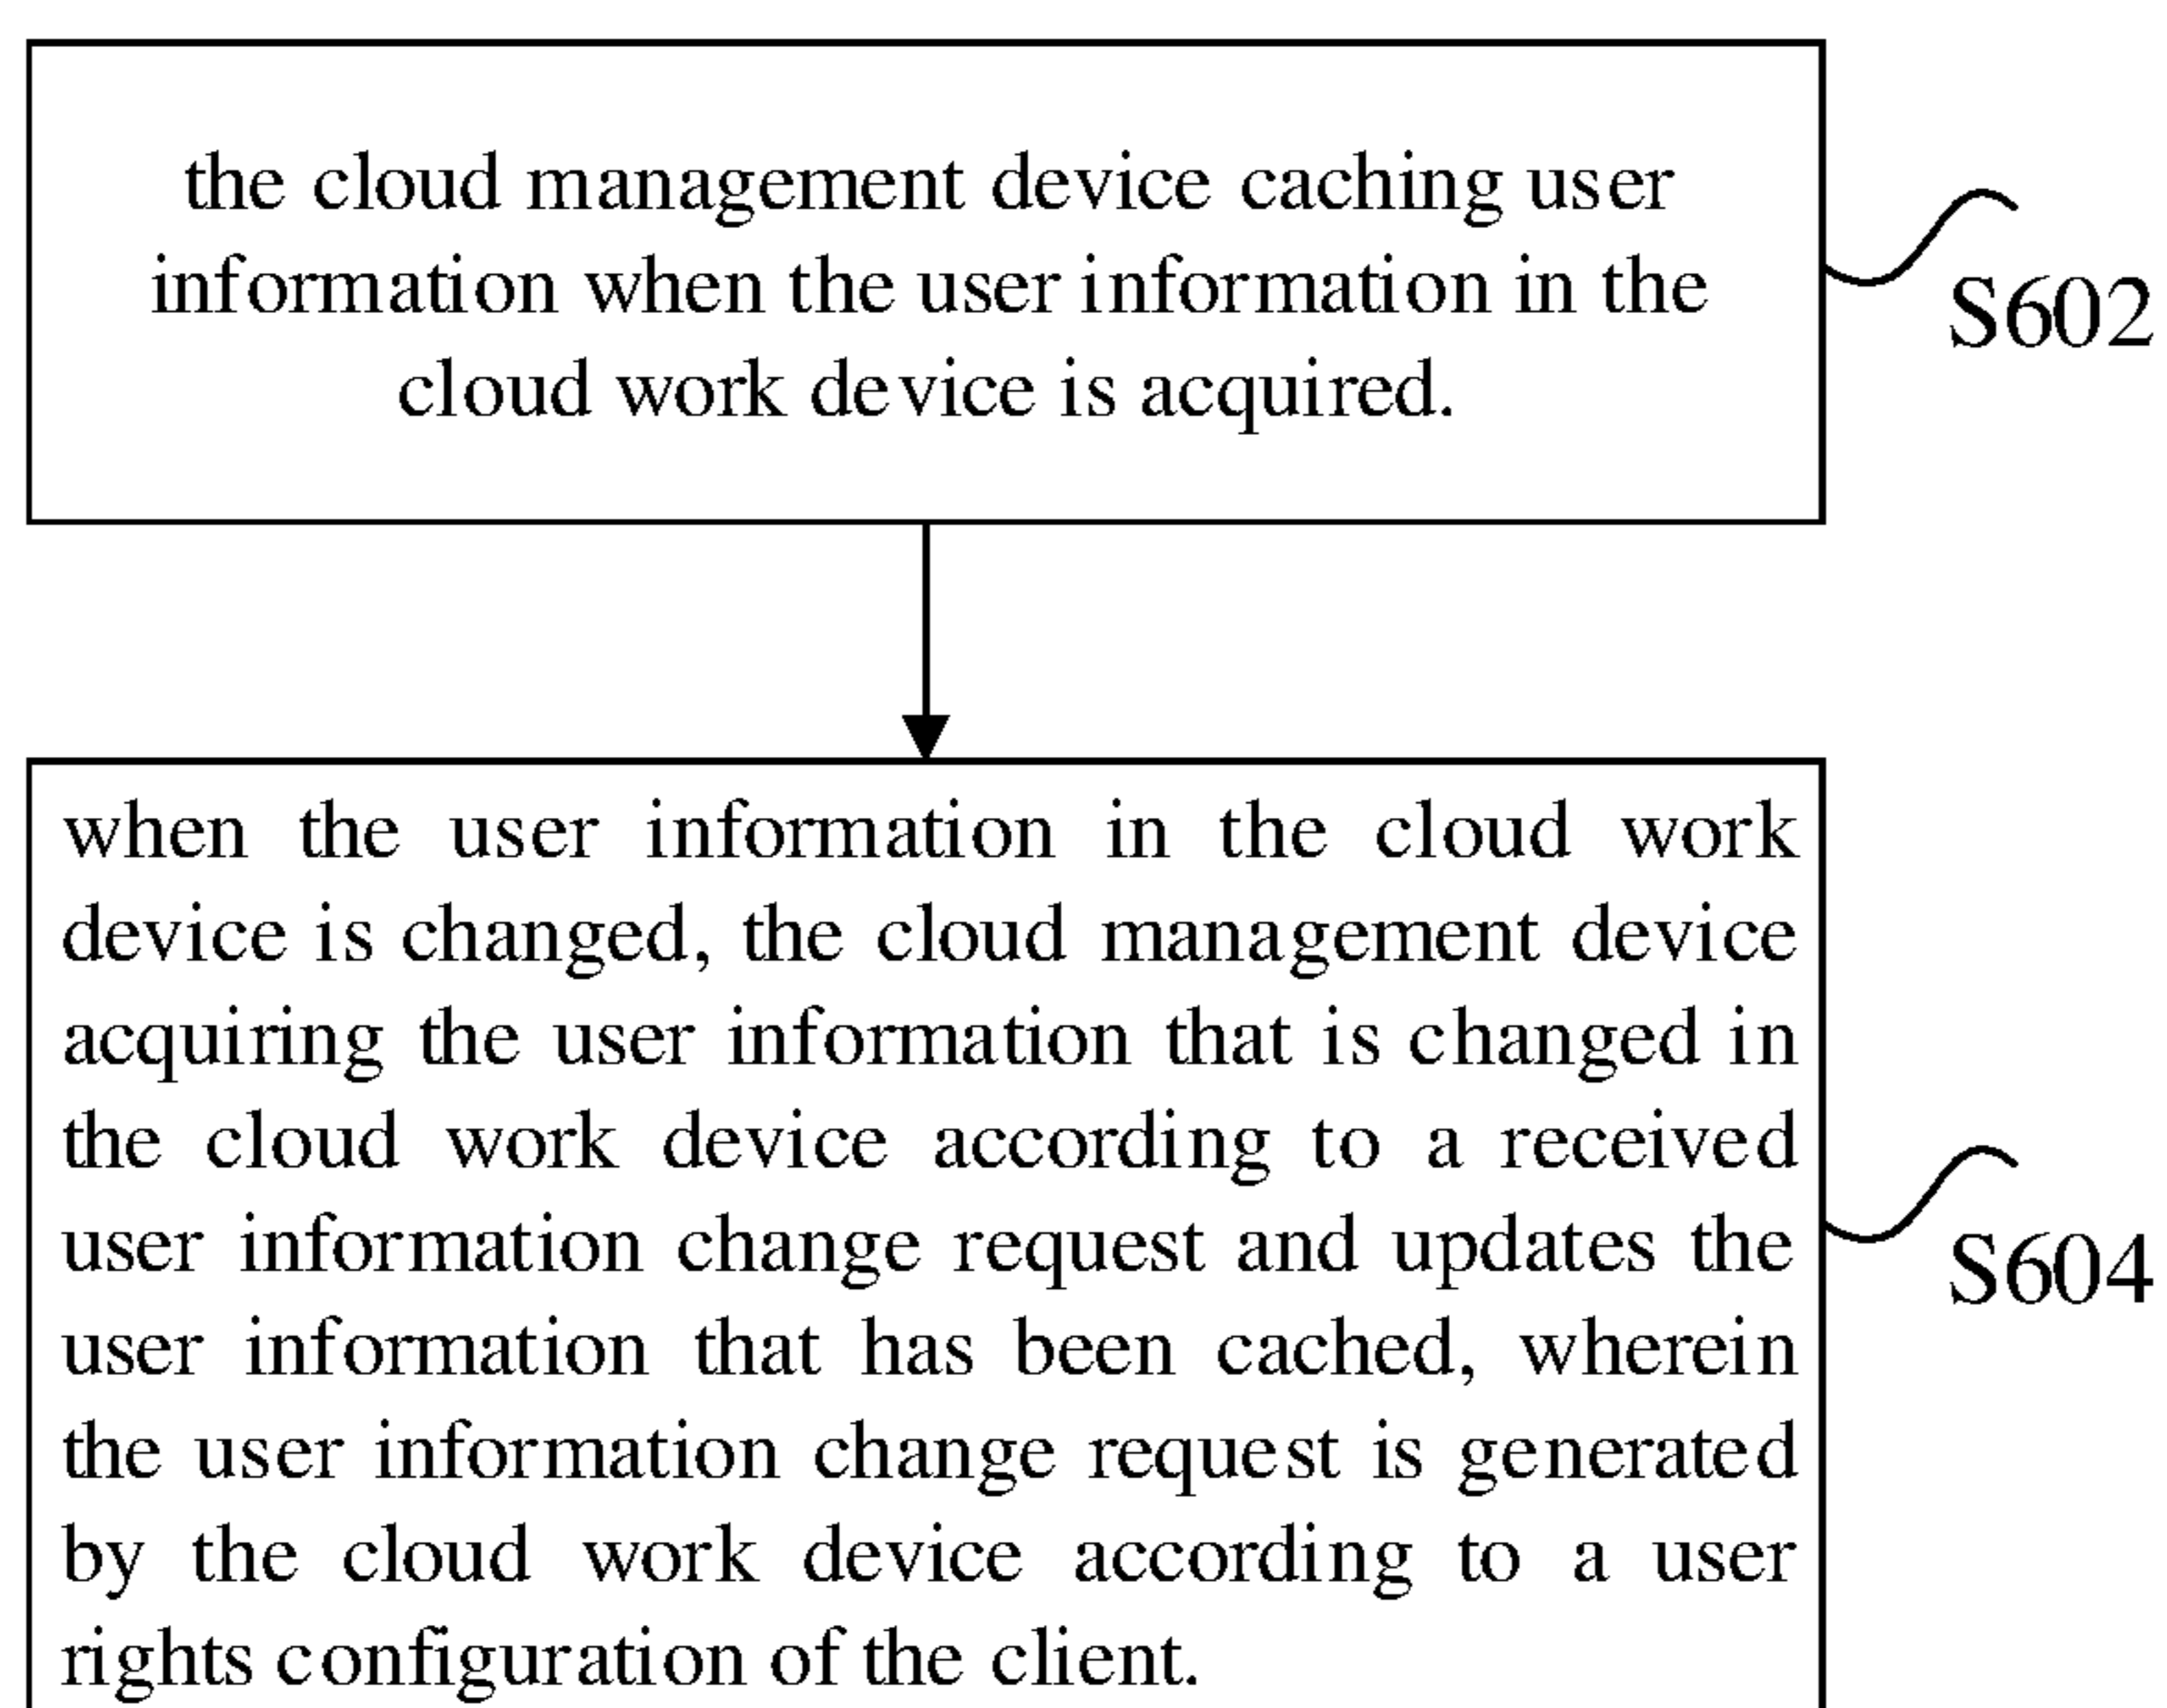 the cloud management device caching user
information when the user information in the
cloud work device is acquired.
S602
when the user information in the cloud work
device is changed, the cloud management device
acquiring the user information that is changed in
the cloud work device according to a received
user information change request and updates the
user information that has been cached, wherein
the user information change request is generated
by the cloud work device according to a user
rights configuration of the client.
S604